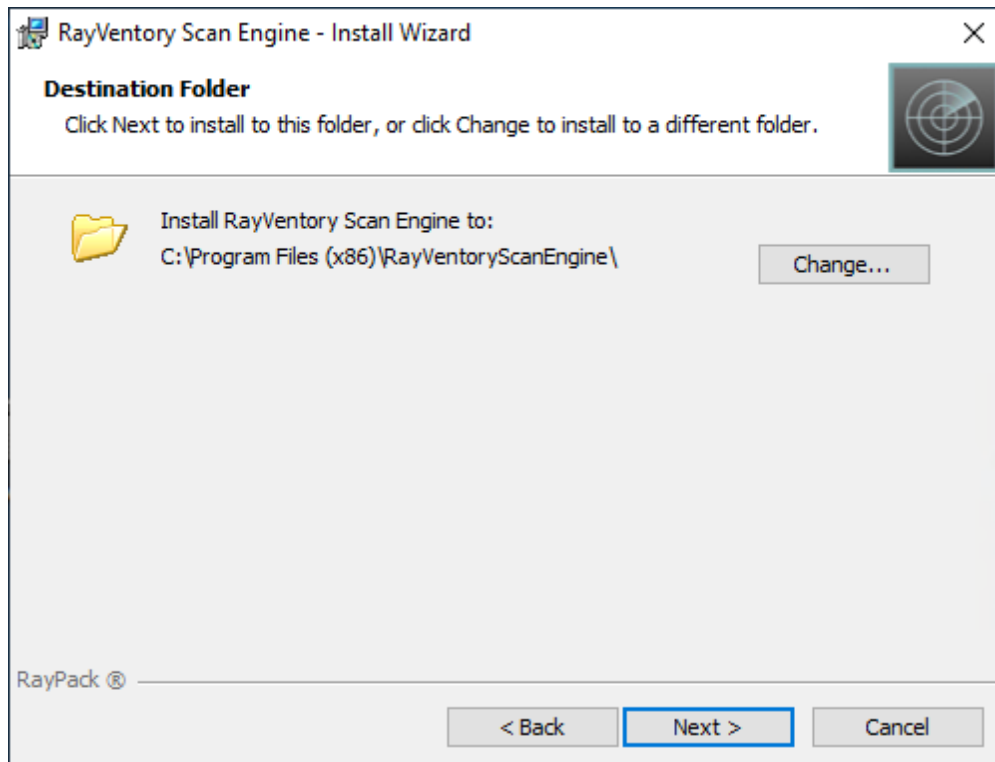 RayVentory Scan Engine - Install Wizard
Destination Folder
Click Next to install to this folder, or click Change to install to a different folder.
Install RayVentory Scan Engine to:
C:\Program Files (x86)\RayVentoryScanEngine\
Change...
RayPack ®
< Back
Next >
Cancel